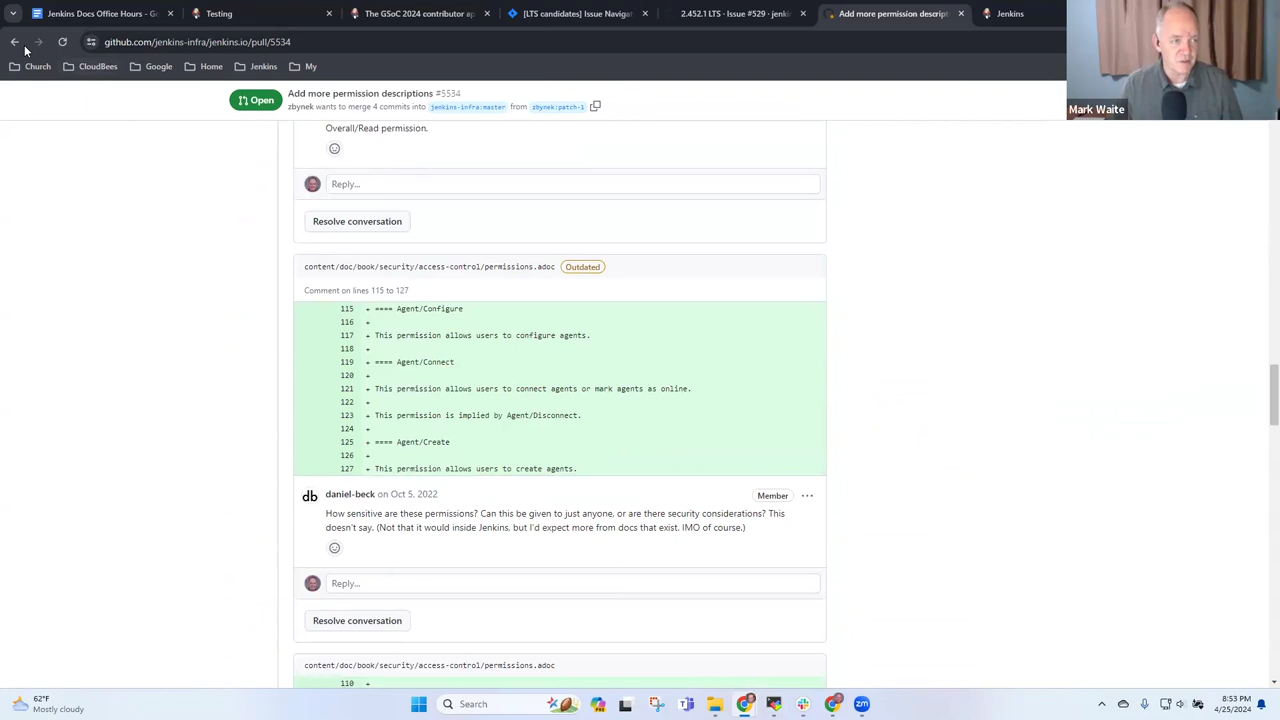 Jenkins Docs Office Hours - G
Testing
The GSoC 2024 contributor ap
[LTS candidates] Issue Navigat
2.452.1 LTS · Issue #529 · jenki
Add more permission descripti
Jenkins
github.com/jenkins-infra/jenkins.io/pull/5534
Church
CloudBees
Google
Home
Jenkins
My
Mark Waite
Open
Add more permission descriptions #5534
zbynek wants to merge 4 commits into jenkins-infra:master from zbynek:patch-1
Overall/Read permission.
Reply...
Resolve conversation
content/doc/book/security/access-control/permissions.adoc Outdated
Comment on lines 115 to 127
115 + ==== Agent/Configure
116 +
117 + This permission allows users to configure agents.
118 +
119 + ==== Agent/Connect
120 +
121 + This permission allows users to connect agents or mark agents as online.
122 +
123 + This permission is implied by Agent/Disconnect.
124 +
125 + ==== Agent/Create
126 +
127 + This permission allows users to create agents.
db daniel-beck on Oct 5, 2022 Member
How sensitive are these permissions? Can this be given to just anyone, or are there security considerations? This
doesn't say. (Not that it would inside Jenkins, but I'd expect more from docs that exist. IMO of course.)
Reply...
Resolve conversation
content/doc/book/security/access-control/permissions.adoc
110 +
62°F
Mostly cloudy
Search
8:53 PM
4/25/2024